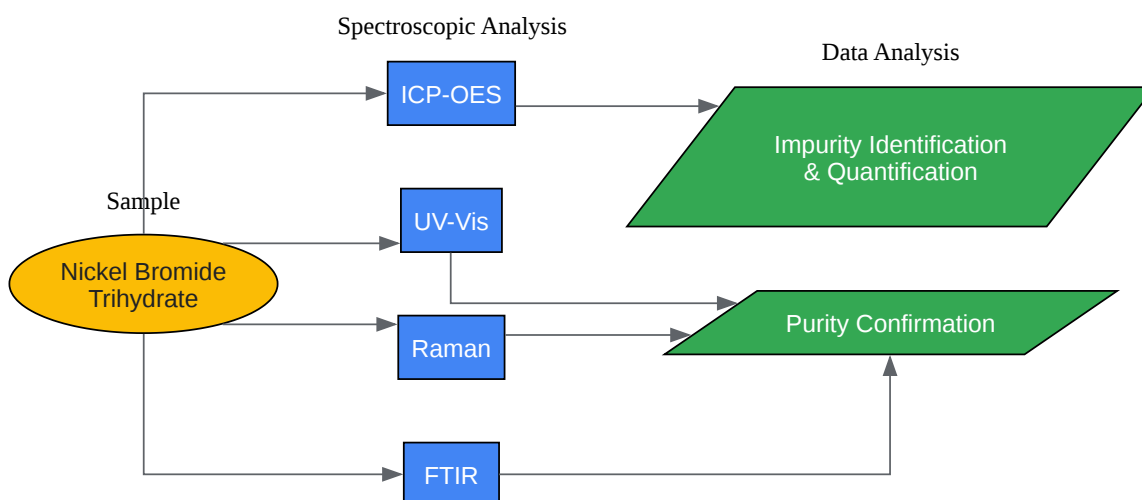 Spectroscopic Analysis
Data Analysis
ICP-OES
Impurity Identification
& Quantification
Sample
UV-Vis
Nickel Bromide
Trihydrate
Purity Confirmation
Raman
FTIR